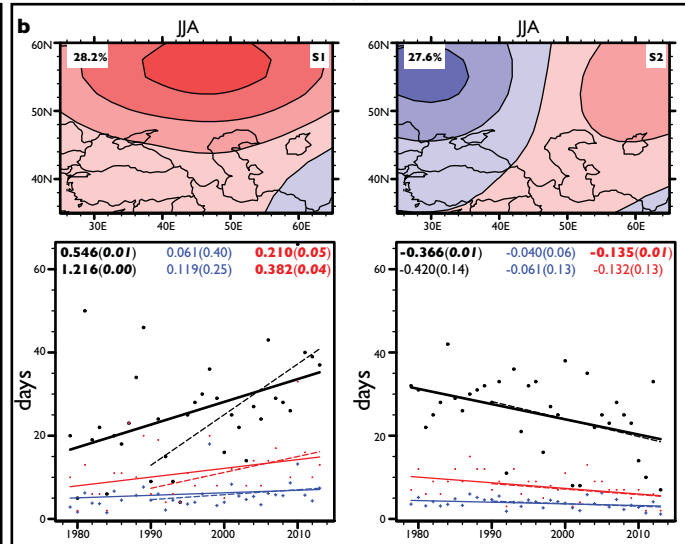 b
JJA
JJA
60N
28.2%
S1
50N
40N
30E 40E 50E 60E
60N
27.6%
S2
50N
40N
30E 40E 50E 60E
0.546(0.01) 0.061(0.40) 0.210(0.05)
1.216(0.00) 0.119(0.25) 0.382(0.04)
60
40
20
0
days
1980 1990 2000 2010
-0.366(0.01) -0.040(0.06) -0.135(0.01)
-0.420(0.14) -0.061(0.13) -0.132(0.13)
60
40
20
0
days
1980 1990 2000 2010